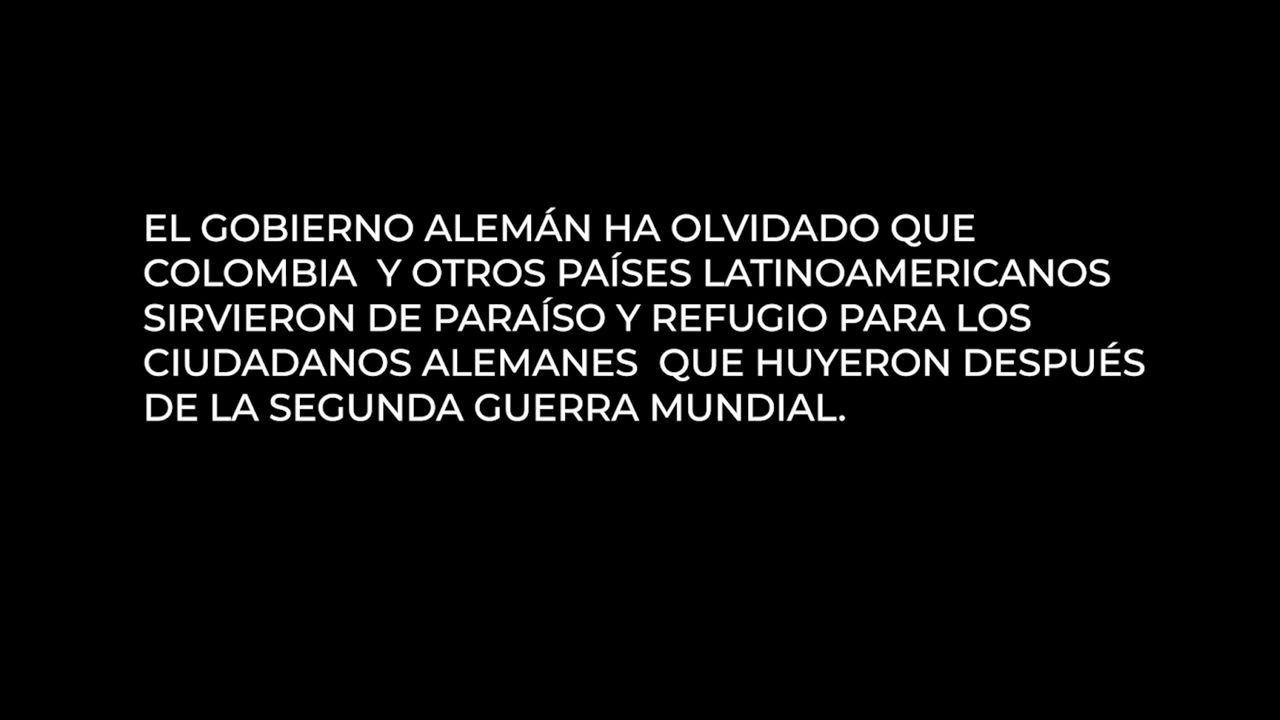 EL GOBIERNO ALEMÁN HA OLVIDADO QUE
COLOMBIA  Y OTROS PAÍSES LATINOAMERICANOS
SIRVIERON DE PARAÍSO Y REFUGIO PARA LOS
CIUDADANOS ALEMANES  QUE HUYERON DESPUÉS
DE LA SEGUNDA GUERRA MUNDIAL.